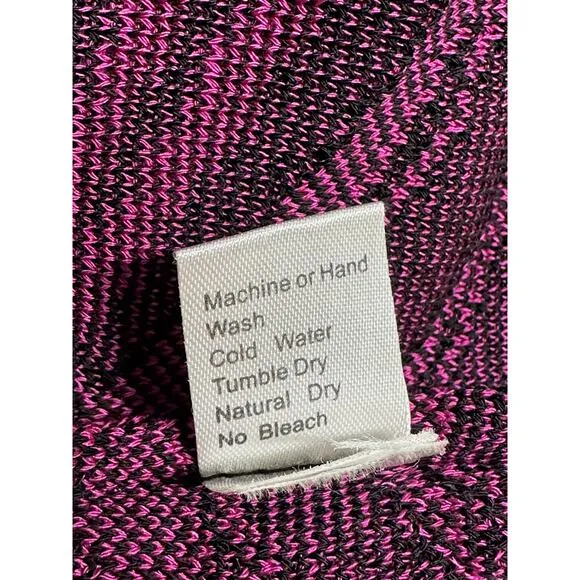 Machine or Hand
Wash
Cold Water
Tumble Dry
Natural Dry
No Bleach